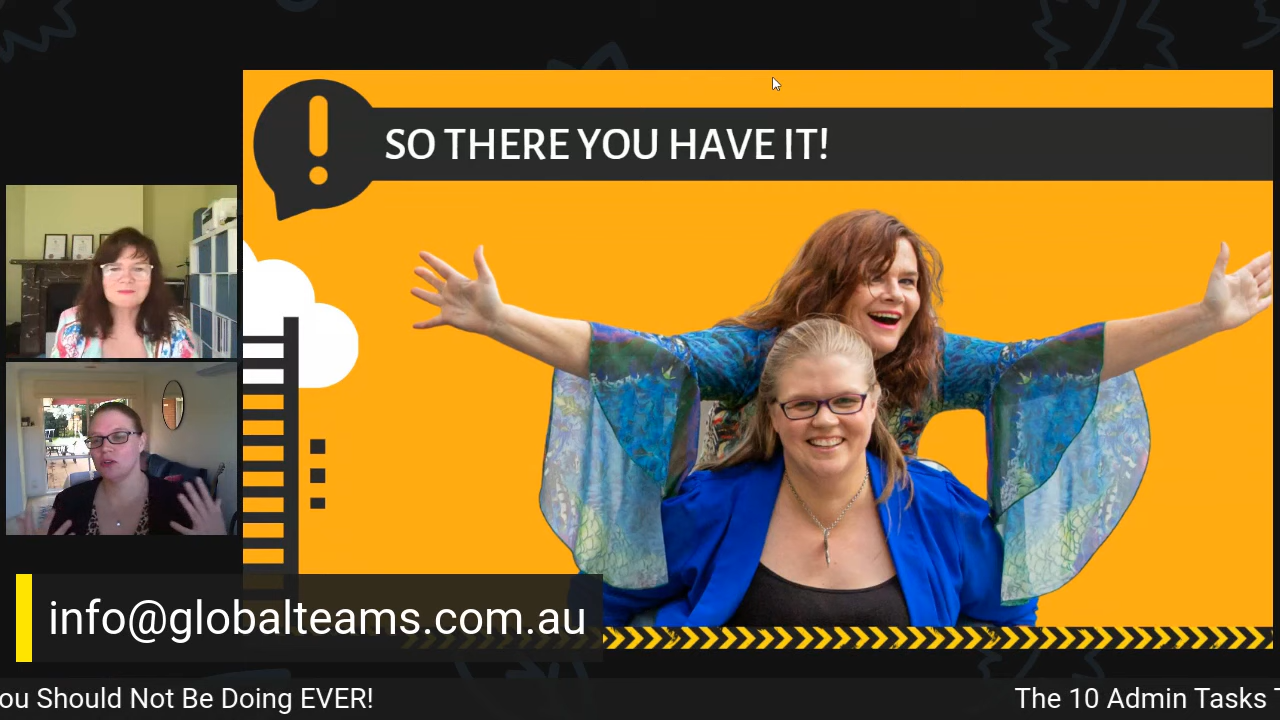 SO THERE YOU HAVE IT!
info@globalteams.com.au
ou Should Not Be Doing EVER!
The 10 Admin Tasks